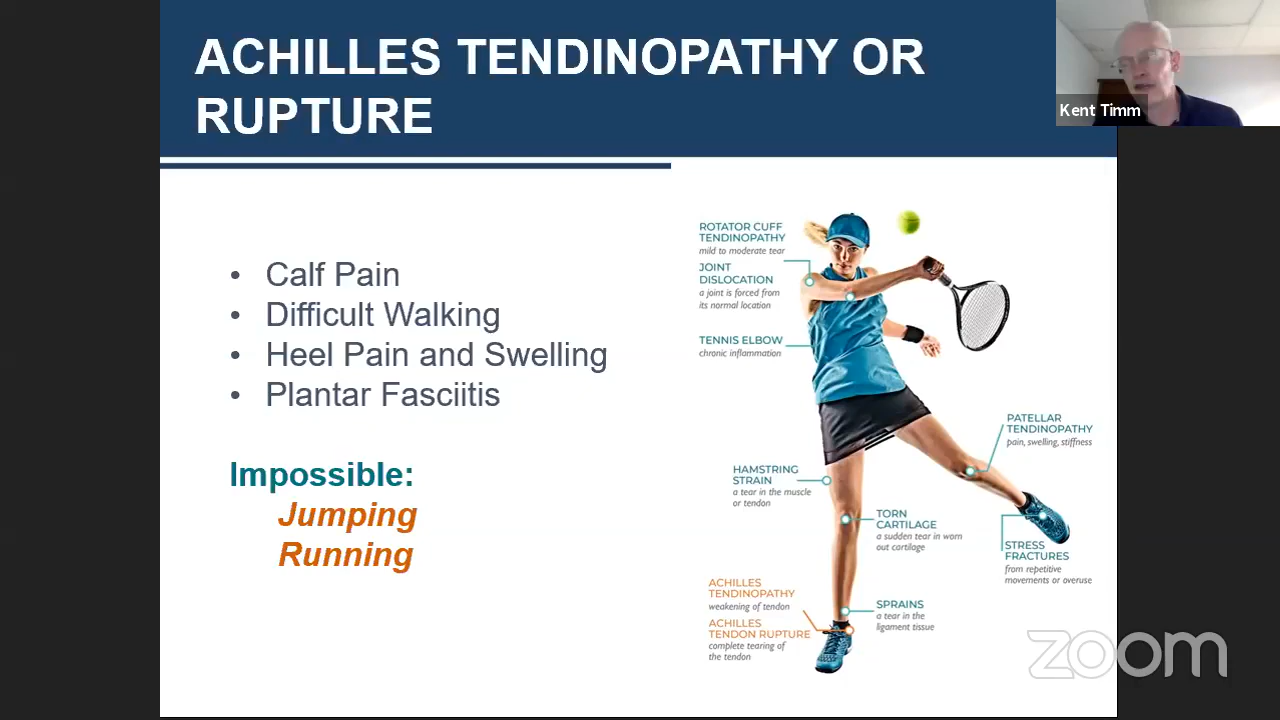 ACHILLES TENDINOPATHY OR
RUPTURE
Kent Timm
• Calf Pain
• Difficult Walking
• Heel Pain and Swelling
• Plantar Fasciitis
Impossible:
Jumping
Running
ROTATOR CUFF
TENDINOPATHY
mild to moderate tear
JOINT
DISLOCATION
a joint is forced from
its normal location
TENNIS ELBOW
chronic inflammation
PATELLAR
TENDINOPATHY
pain, swelling, stiffness
HAMSTRING
STRAIN
a tear in the muscle
or tendon
TORN
CARTILAGE
a sudden tear in worn
out cartilage
STRESS
FRACTURES
from repetitive
movements or overuse
ACHILLES
TENDINOPATHY
weakening of tendon
ACHILLES
TENDON RUPTURE
complete tearing of
the tendon
SPRAINS
a tear in the
ligament tissue
zoom